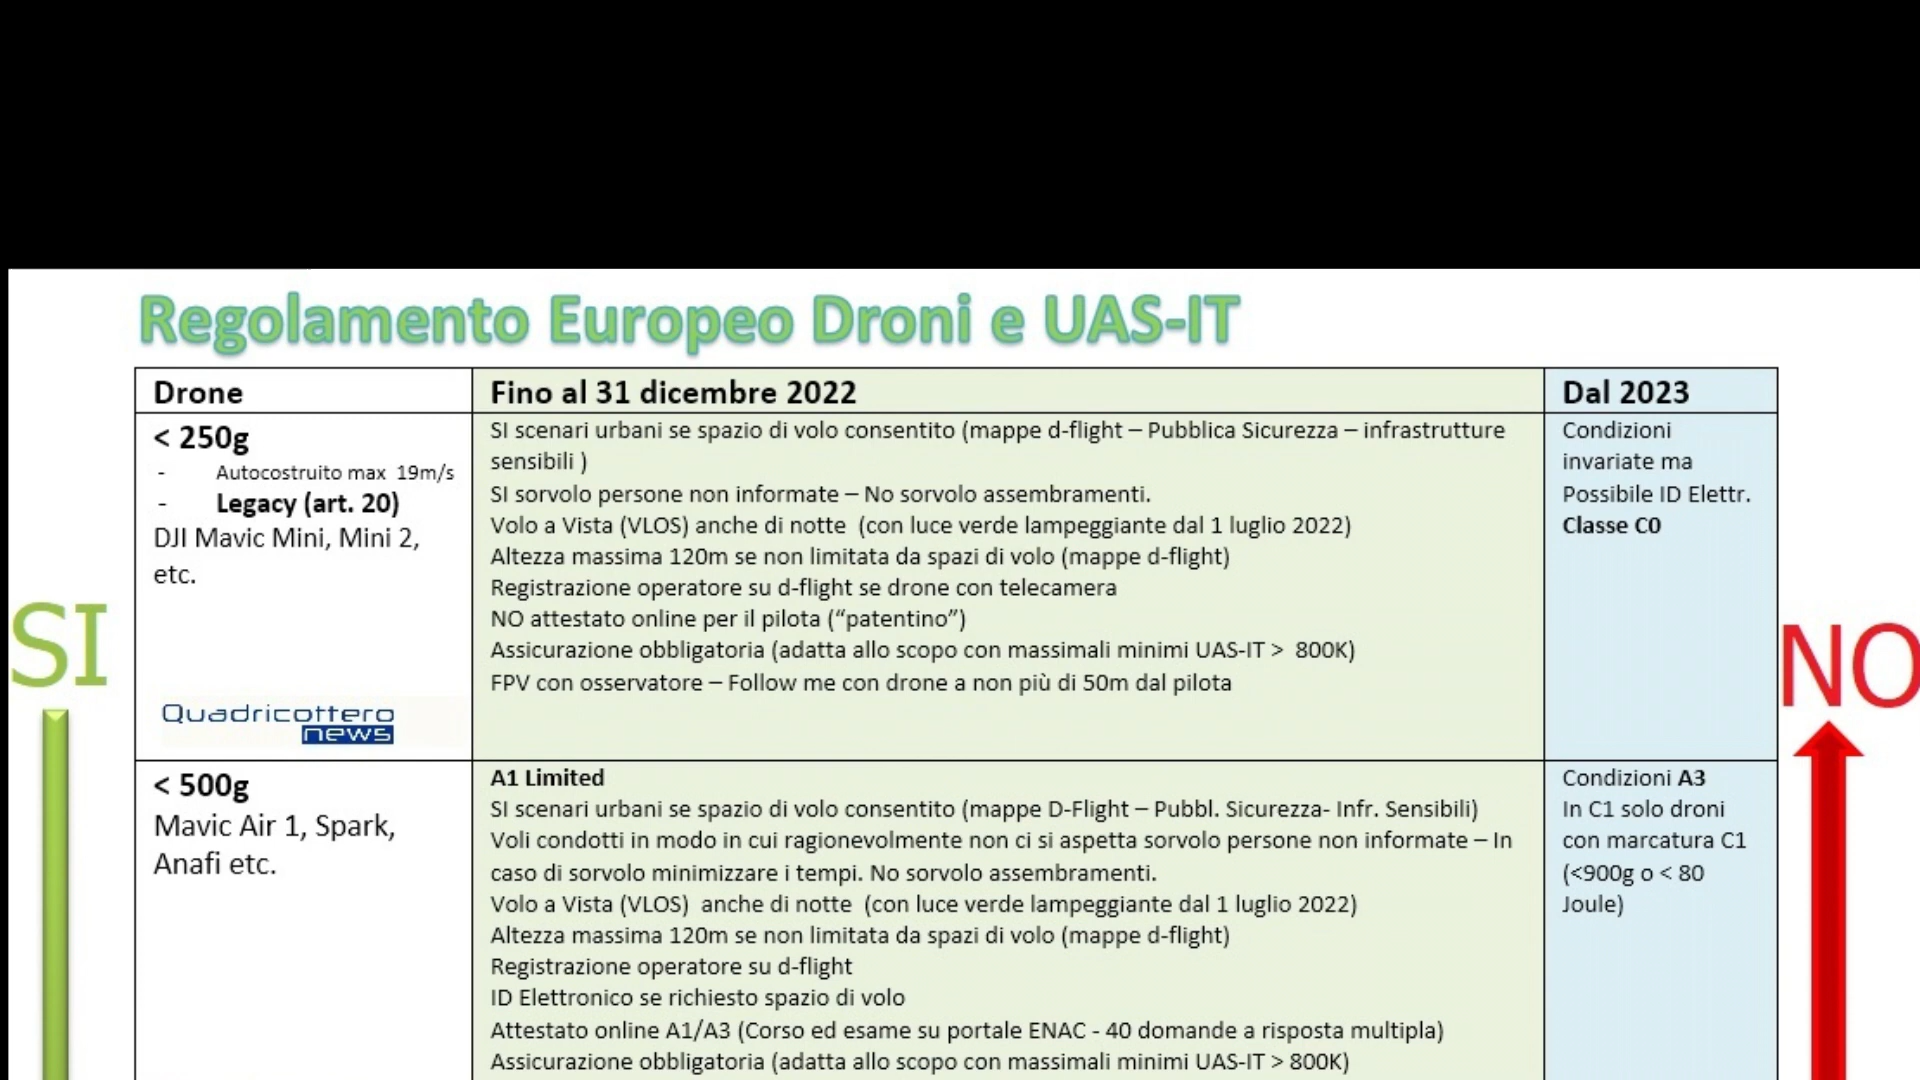 Regolamento Europeo Droni e UAS-IT
Drone
Fino al 31 dicembre 2022
Dal 2023
< 250g
- Autocostruito max 19m/s
- Legacy (art. 20)
DJI Mavic Mini, Mini 2,
etc.
Quadricottero
news
SI scenari urbani se spazio di volo consentito (mappe d-flight – Pubblica Sicurezza – infrastrutture
sensibili )
SI sorvolo persone non informate – No sorvolo assembramenti.
Volo a Vista (VLOS) anche di notte (con luce verde lampeggiante dal 1 luglio 2022)
Altezza massima 120m se non limitata da spazi di volo (mappe d-flight)
Registrazione operatore su d-flight se drone con telecamera
NO attestato online per il pilota (“patentino”)
Assicurazione obbligatoria (adatta allo scopo con massimali minimi UAS-IT > 800K)
FPV con osservatore – Follow me con drone a non più di 50m dal pilota
Condizioni
invariate ma
Possibile ID Elettr.
Classe C0
SI
NO
< 500g
Mavic Air 1, Spark,
Anafi etc.
A1 Limited
SI scenari urbani se spazio di volo consentito (mappe D-Flight – Pubbl. Sicurezza- Infr. Sensibili)
Voli condotti in modo in cui ragionevolmente non ci si aspetta sorvolo persone non informate – In
caso di sorvolo minimizzare i tempi. No sorvolo assembramenti.
Volo a Vista (VLOS) anche di notte (con luce verde lampeggiante dal 1 luglio 2022)
Altezza massima 120m se non limitata da spazi di volo (mappe d-flight)
Registrazione operatore su d-flight
ID Elettronico se richiesto spazio di volo
Attestato online A1/A3 (Corso ed esame su portale ENAC - 40 domande a risposta multipla)
Assicurazione obbligatoria (adatta allo scopo con massimali minimi UAS-IT > 800K)
Condizioni A3
In C1 solo droni
con marcatura C1
(<900g o < 80
Joule)